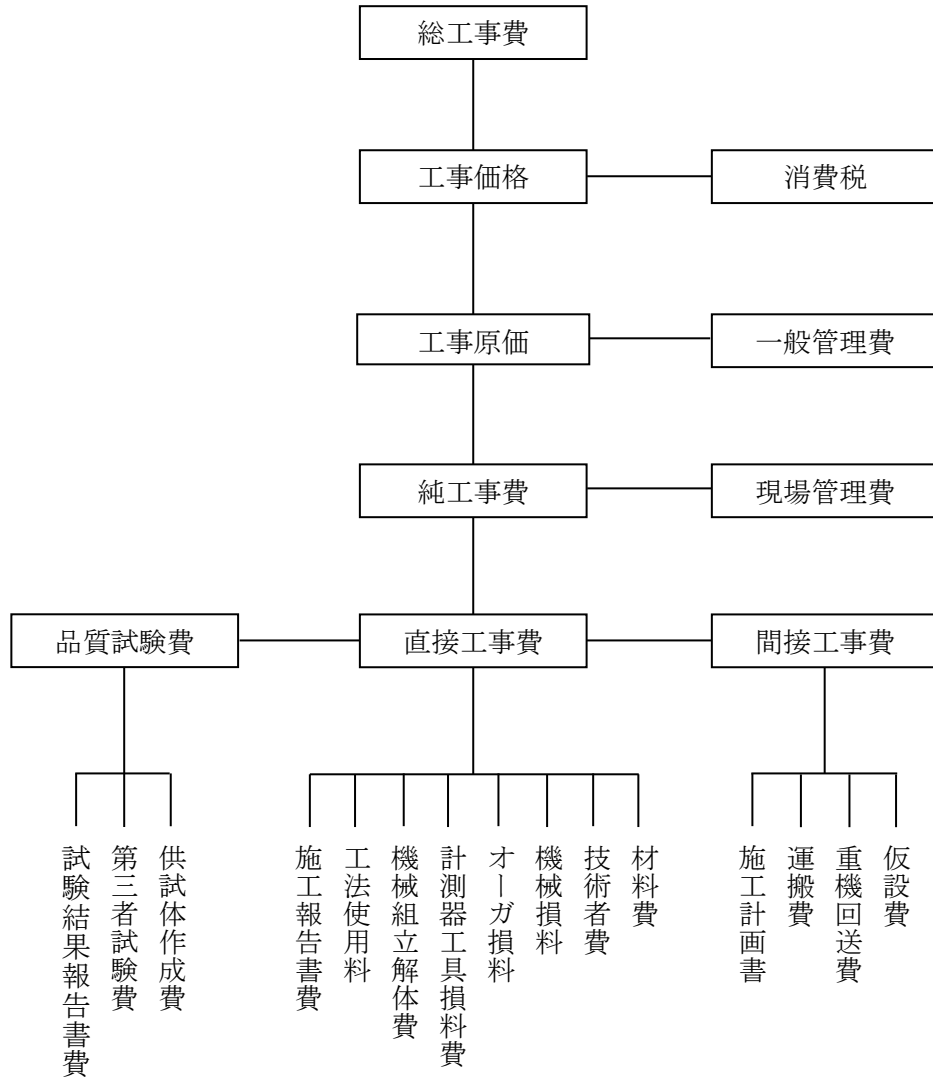 総工事費
工事価格
消費税
工事原価
一般管理費
純工事費
現場管理費
品質試験費
直接工事費
間接工事費
試験結果報告書費
第三者試験費
供試体作成費
施工報告書費
工法使用料
機械組立解体費
計測器工具損料費
オーガ損料
機械損料
技術者費
材料費
施工計画書
運搬費
重機回送費
仮設費